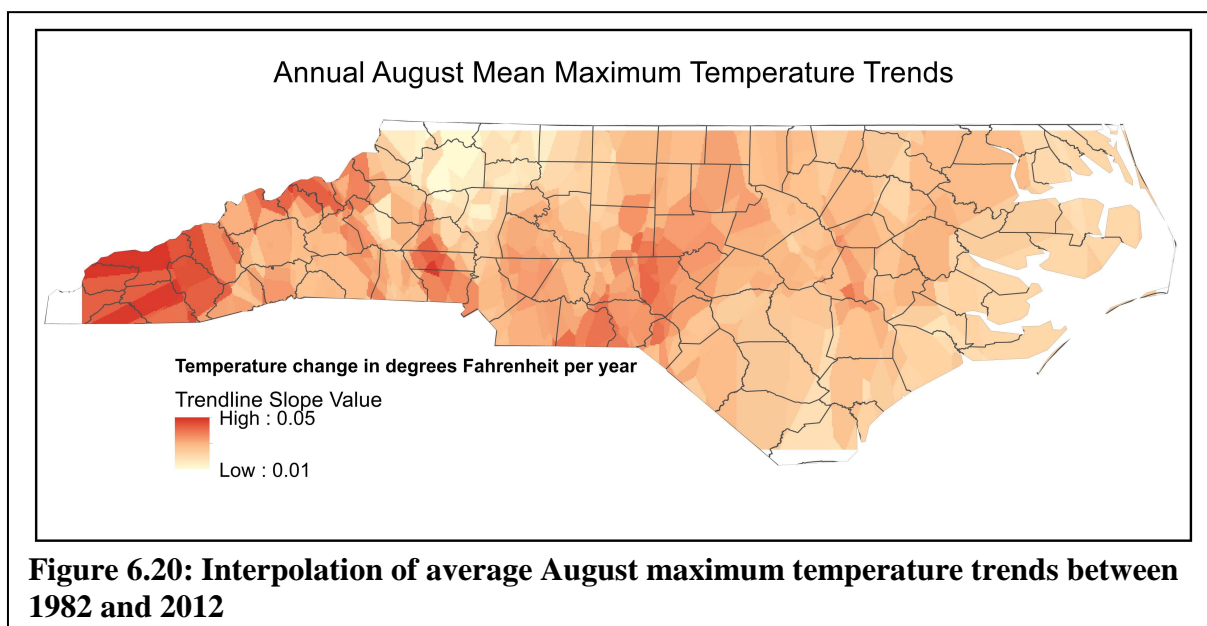 Annual August Mean Maximum Temperature Trends
Temperature change in degrees Fahrenheit per year
Trendline Slope Value
High : 0.05
Low : 0.01
Figure 6.20: Interpolation of average August maximum temperature trends between
1982 and 2012